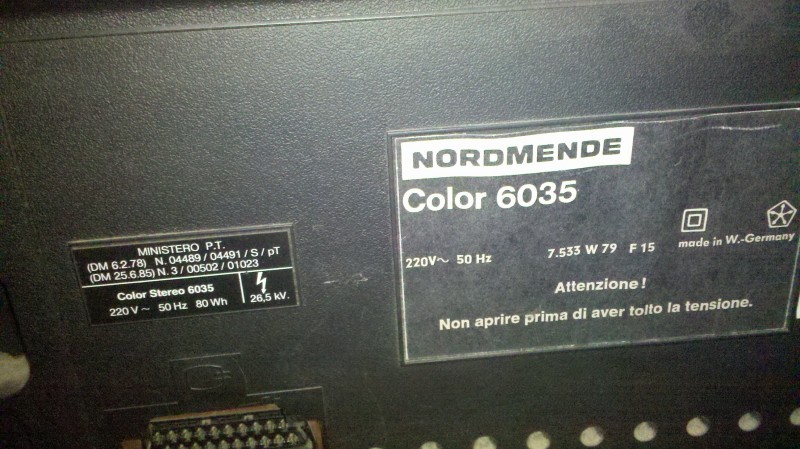 NORDMENDE
Color 6035
220V~ 50 Hz 7.533 W 79 F 15 made in W.-Germany
Attenzione!
Non aprire prima di aver tolto la tensione.
MINISTERO P.T.
(DM 6.2.78) N. 04489 / 04491 / S / pT
(DM 25.6.85) N. 3 / 00502 / 01023
Color Stereo 6035
220 V ~ 50 Hz 80 Wh
26,5 kV.